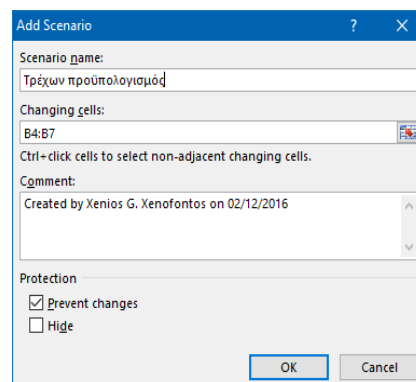 Add Scenario ? X
Scenario name:
Τρέχων προϋπολογισμός
Changing cells:
B4:B7
Ctrl+click cells to select non-adjacent changing cells.
Comment:
Created by Xenios G. Xenofontos on 02/12/2016
Protection
Prevent changes
Hide
OK Cancel